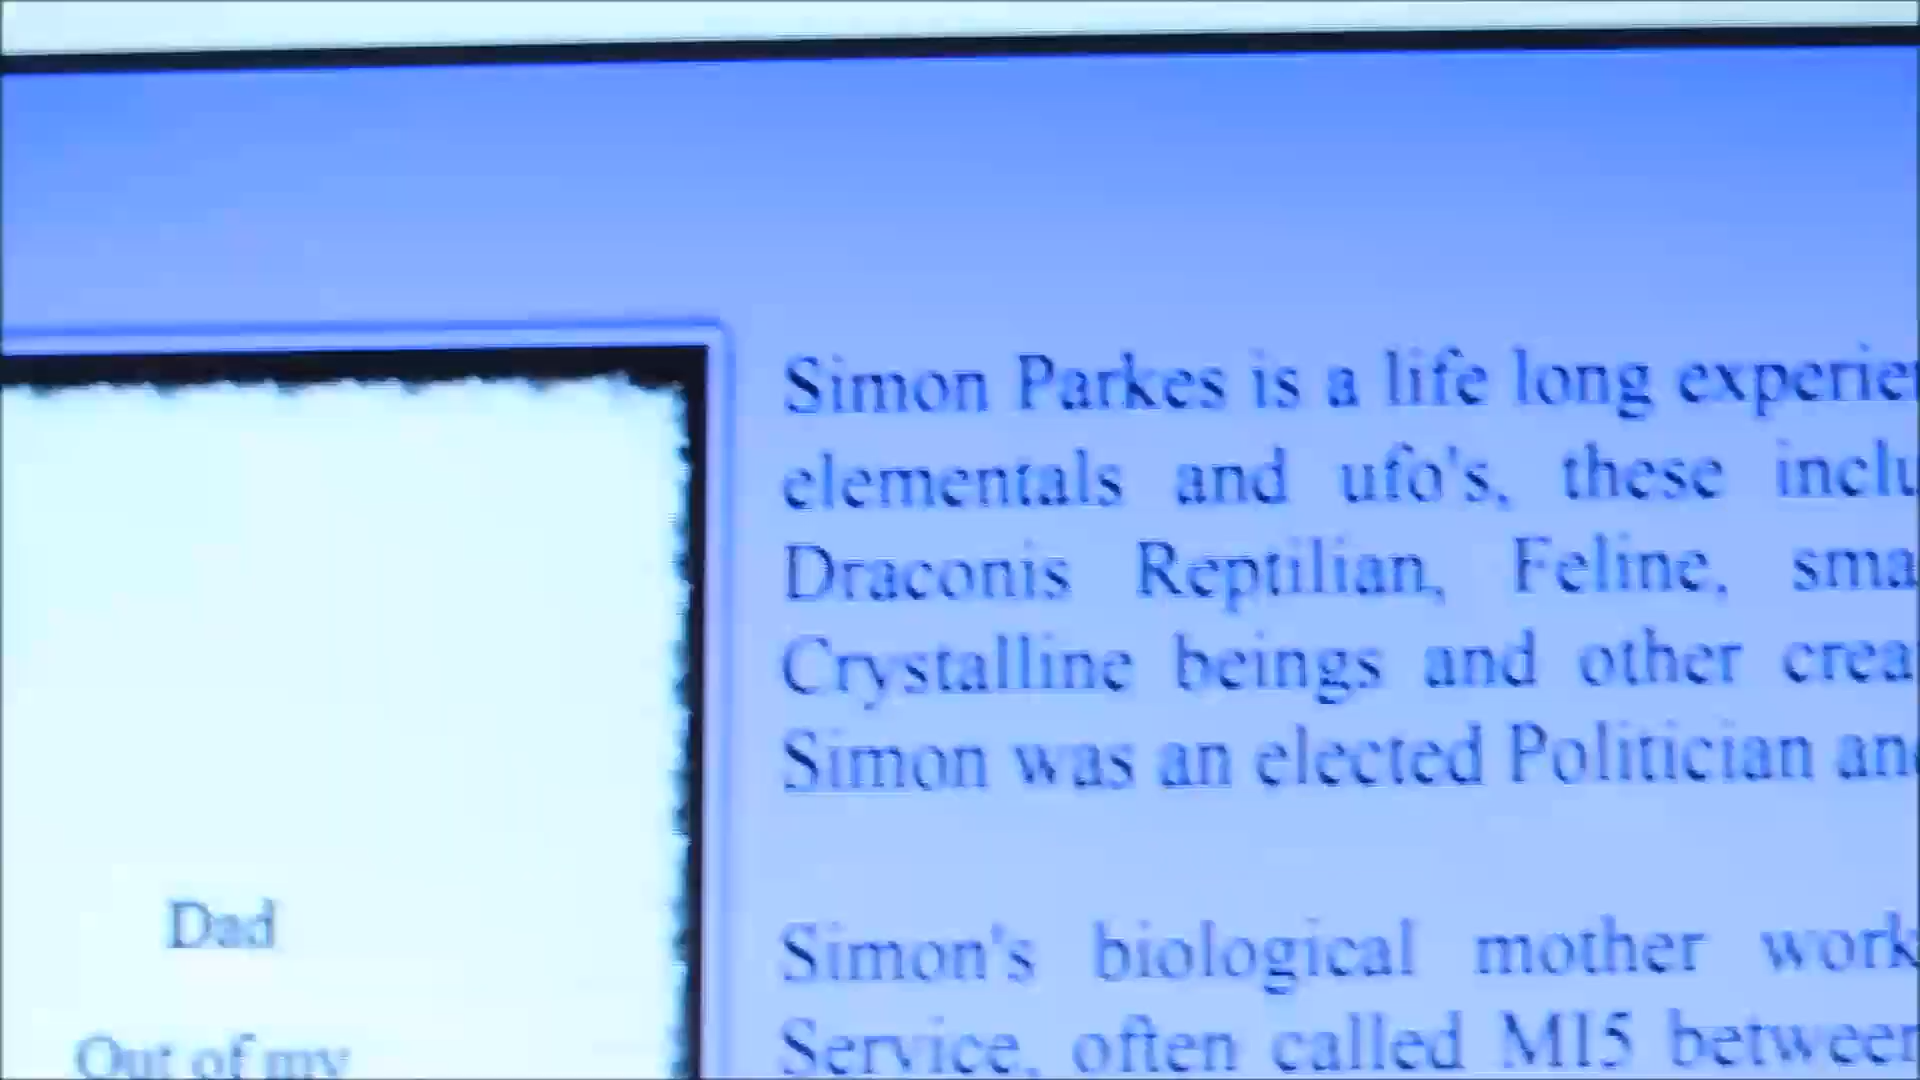 Simon Parkes is a life long
elementals and ufo's, these
Draconis Reptilian, Feline,
Crystalline beings and other
Simon was an elected Politician
Simon's biological mother
Service, often called MI5 between
Dad
Out of my